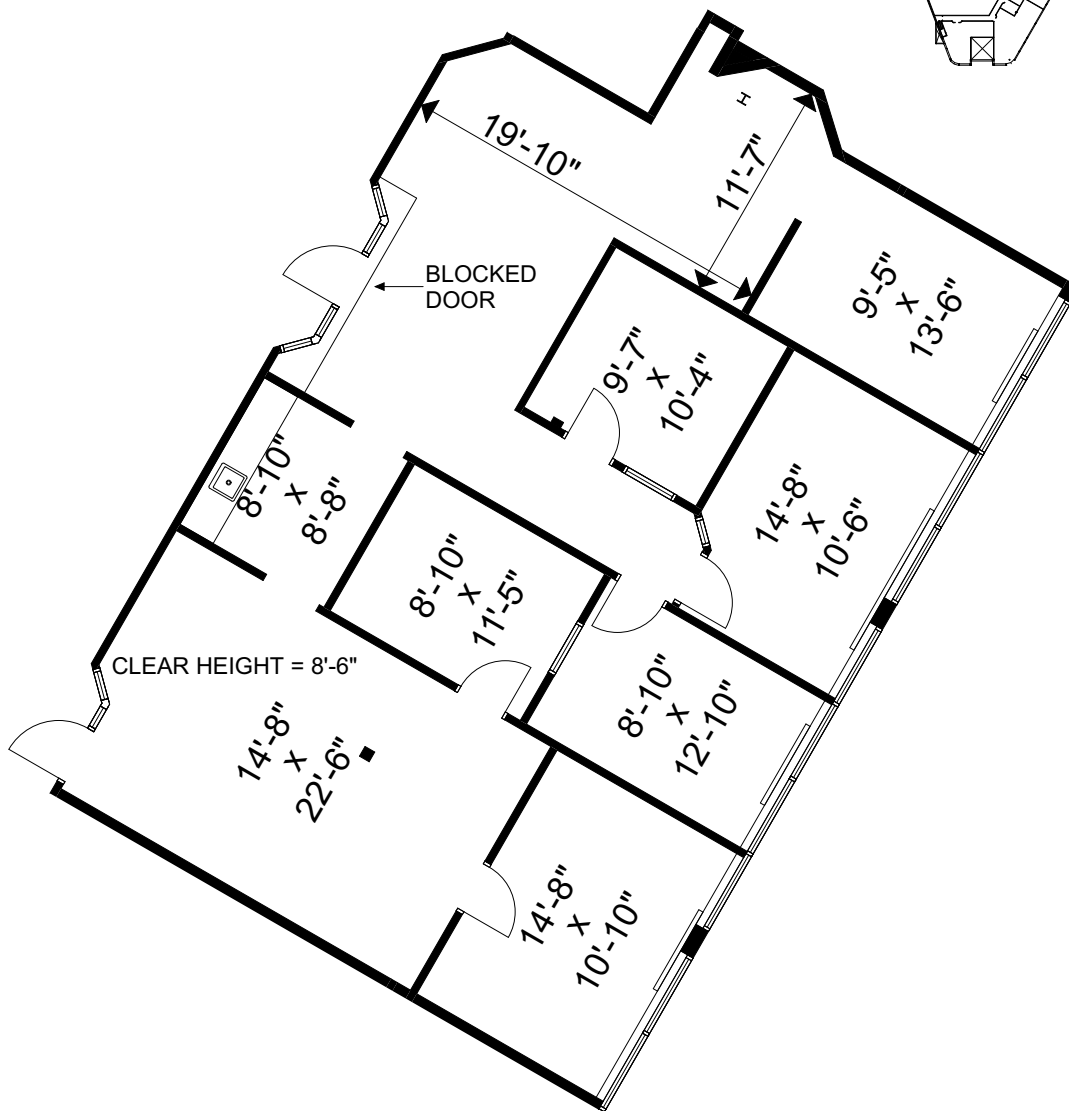 19'-10"
11'-7"
BLOCKED
DOOR
9'-5"
x
13'-6"
9'-7"
x
10'-4"
8'-10"
x
8'-8"
14'-8"
x
10'-6"
8'-10"
x
11'-5"
CLEAR HEIGHT = 8'-6"
8'-10"
x
12'-10"
14'-8"
x
22'-6"
14'-8"
x
10'-10"